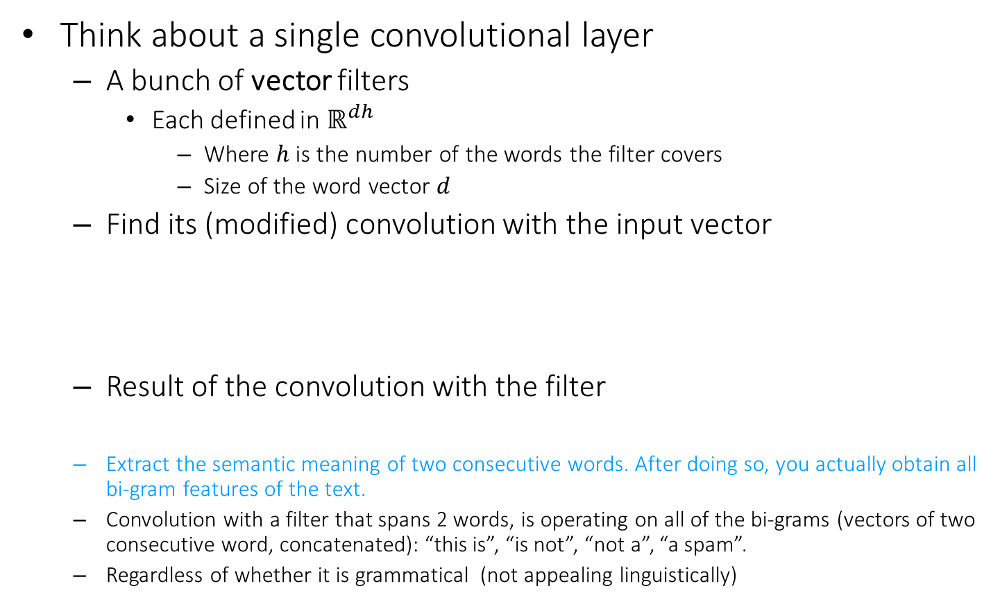 • Think about a single convolutional layer
– A bunch of vector filters
• Each defined in ℝ^{dh}
– Where h is the number of the words the filter covers
– Size of the word vector d
– Find its (modified) convolution with the input vector
– Result of the convolution with the filter
– Extract the semantic meaning of two consecutive words. After doing so, you actually obtain all
bi-gram features of the text.
– Convolution with a filter that spans 2 words, is operating on all of the bi-grams (vectors of two
consecutive word, concatenated): “this is”, “is not”, “not a”, “a spam”.
– Regardless of whether it is grammatical (not appealing linguistically)